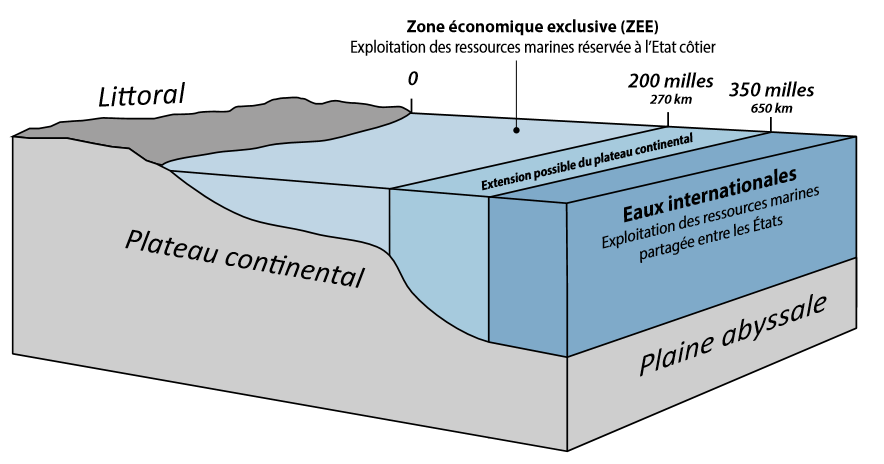 Zone économique exclusive (ZEE)
Exploitation des ressources marines réservée à l'Etat côtier
0
200 milles
270 km
350 milles
650 km
Littoral
Extension possible du plateau continental
Eaux internationales
Exploitation des ressources marines
partagée entre les États
Plateau continental
Plaine abyssale